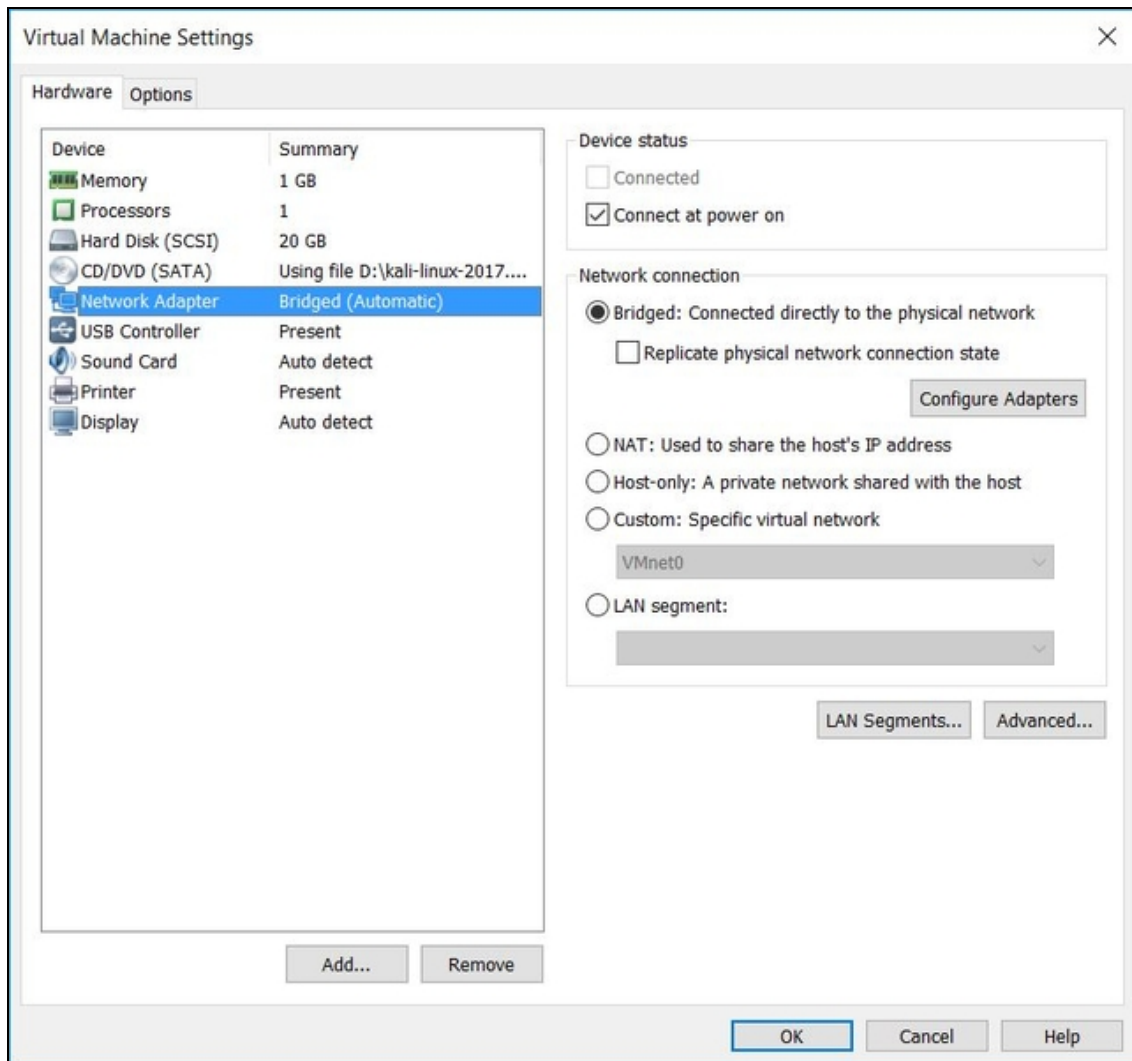 Virtual Machine Settings
Hardware Options
Device Summary
Memory 1 GB
Processors 1
Hard Disk (SCSI) 20 GB
CD/DVD (SATA) Using file D:\kali-linux-2017....
Network Adapter Bridged (Automatic)
USB Controller Present
Sound Card Auto detect
Printer Present
Display Auto detect
Add... Remove
Device status
Connected
Connect at power on
Network connection
Bridged: Connected directly to the physical network
Replicate physical network connection state
Configure Adapters
NAT: Used to share the host's IP address
Host-only: A private network shared with the host
Custom: Specific virtual network
VMnet0
LAN segment:
LAN Segments... Advanced...
OK Cancel Help